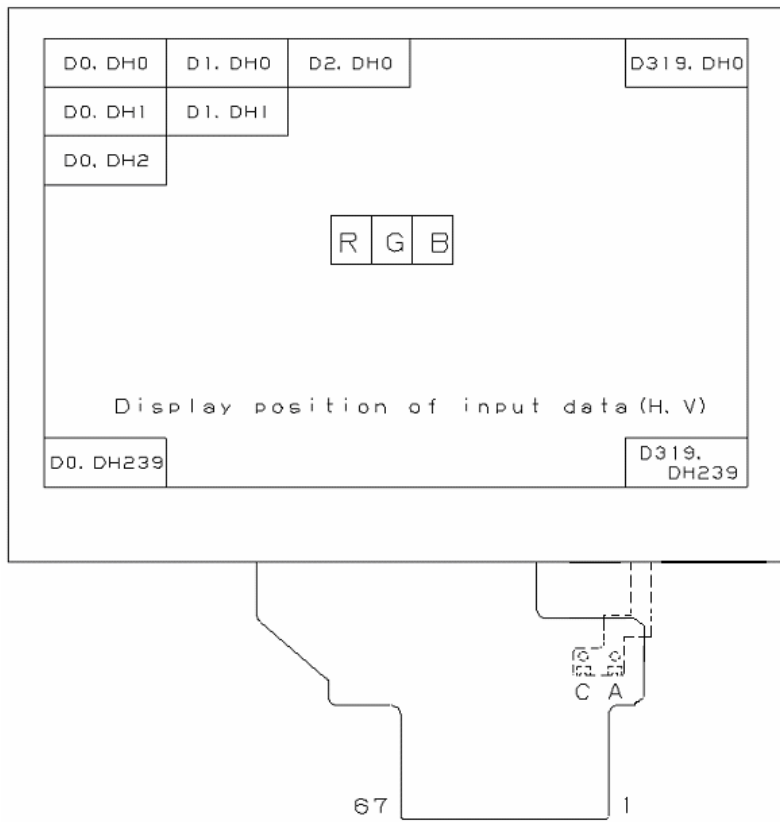 D0. DH0 D1. DH0 D2. DH0 D319. DH0
D0. DH1 D1. DH1
D0. DH2
R G B
Display position of input data (H. V)
D0. DH239 D319. DH239
C A
67 1